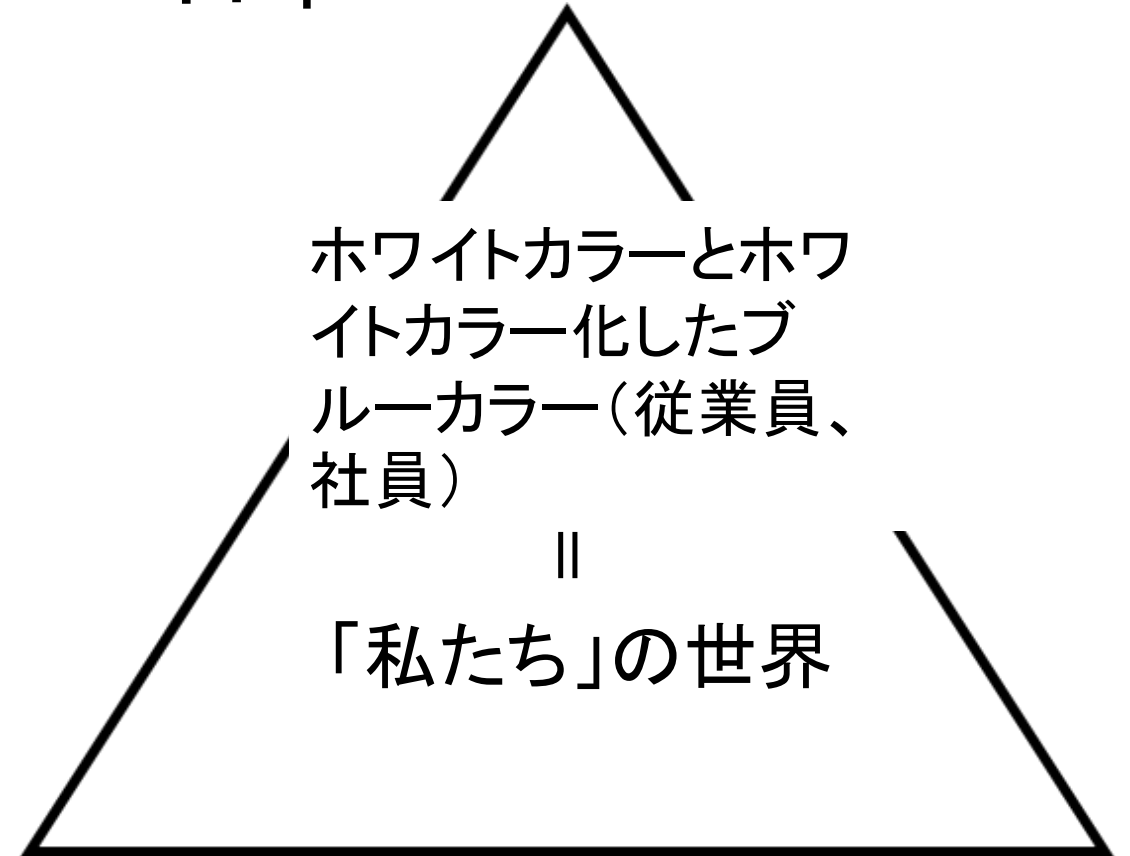 ホワイトカラーとホワ
イトカラー化したブ
ルーカラー（従業員、
社員）
||
「私たち」の世界